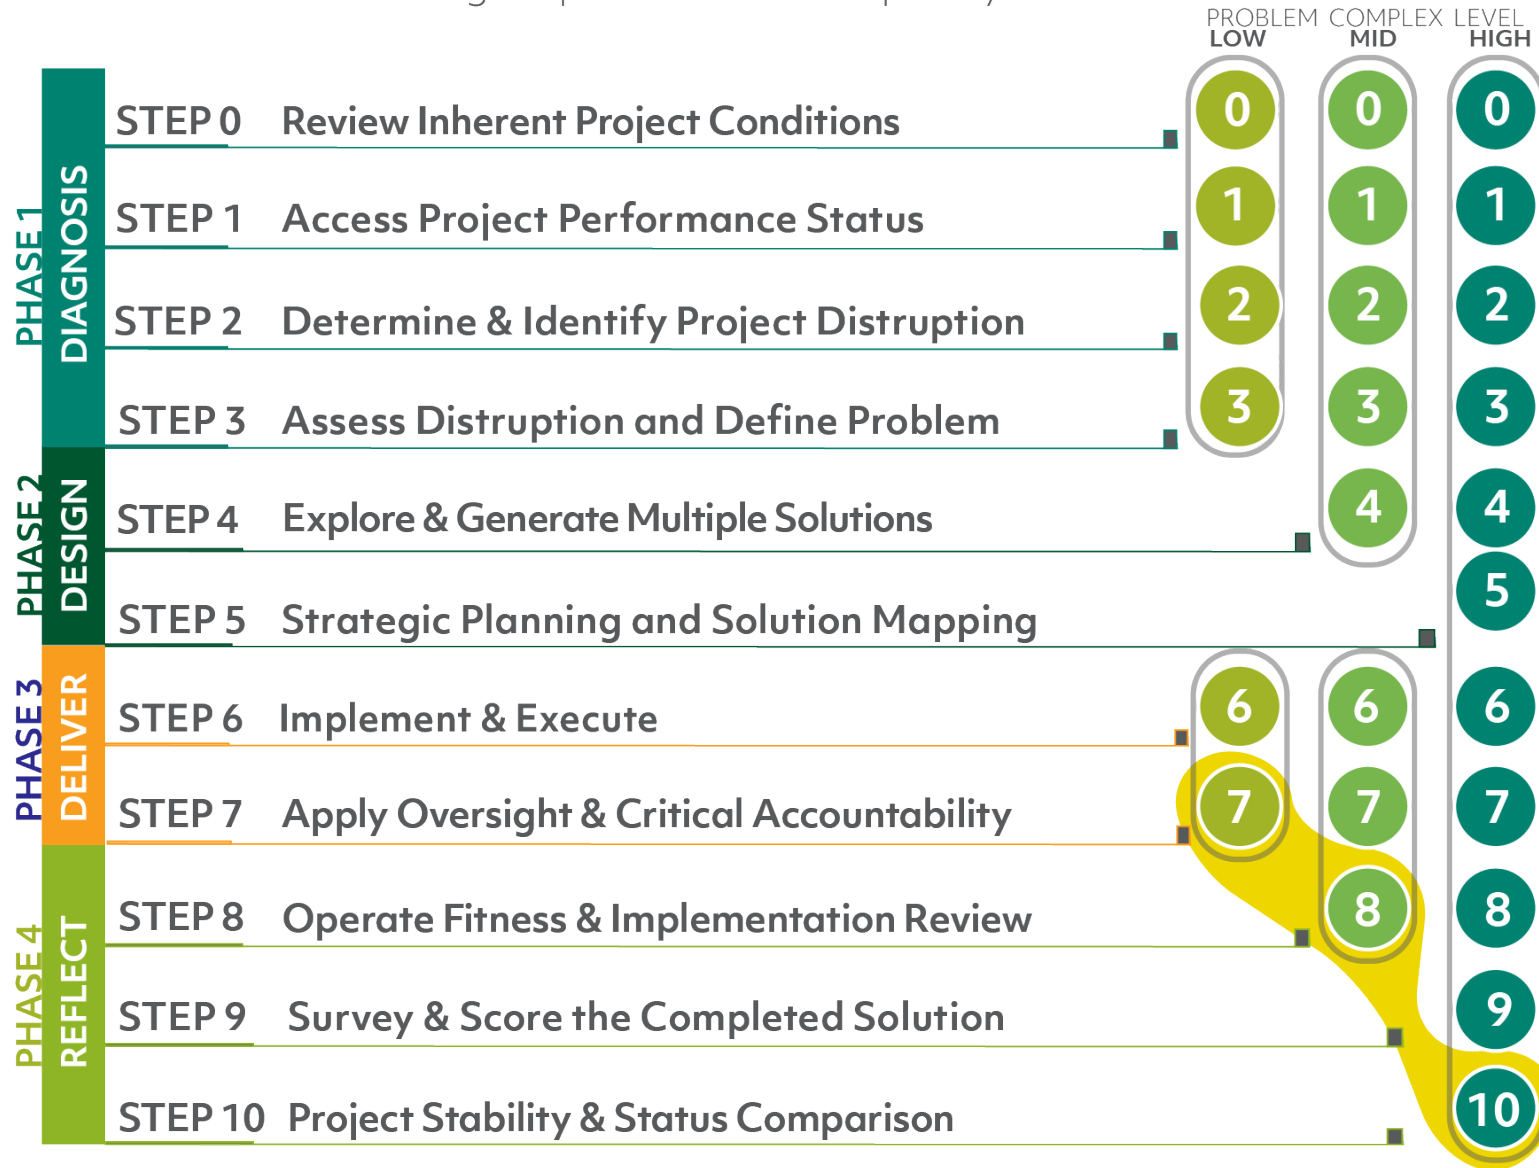 PROBLEM COMPLEX LEVEL
LOW MID HIGH
PHASE 1
DIAGNOSIS
STEP 0 Review Inherent Project Conditions 0 0 0
STEP 1 Access Project Performance Status 1 1 1
STEP 2 Determine & Identify Project Distruption 2 2 2
STEP 3 Assess Distruption and Define Problem 3 3 3
PHASE 2
DESIGN
STEP 4 Explore & Generate Multiple Solutions 4 4
STEP 5 Strategic Planning and Solution Mapping 5
PHASE 3
DELIVER
STEP 6 Implement & Execute 6 6 6
STEP 7 Apply Oversight & Critical Accountability 7 7 7
PHASE 4
REFLECT
STEP 8 Operate Fitness & Implementation Review 8 8
STEP 9 Survey & Score the Completed Solution 9
STEP 10 Project Stability & Status Comparison 10